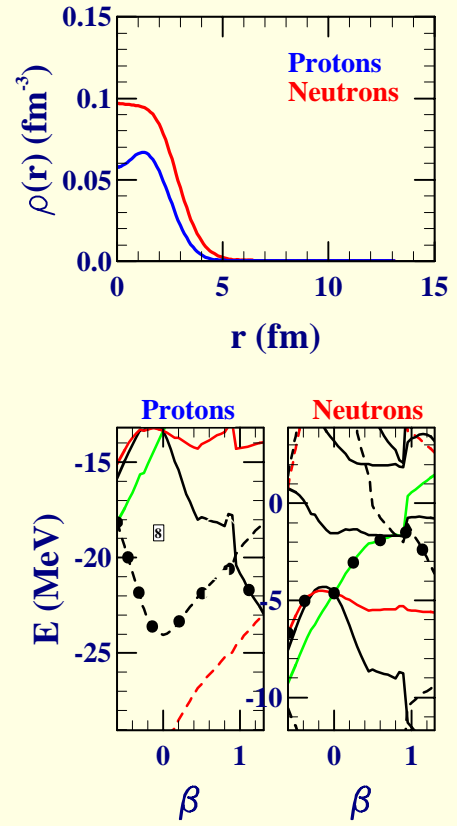 0.15
Protons
Neutrons
0.1
0.05
0.0
ρ(r) (fm⁻³)
0 5 10 15
r (fm)
Protons Neutrons
-15
-20
-25
8
E (MeV)
0
-5
-10
0 1 0 1
β β